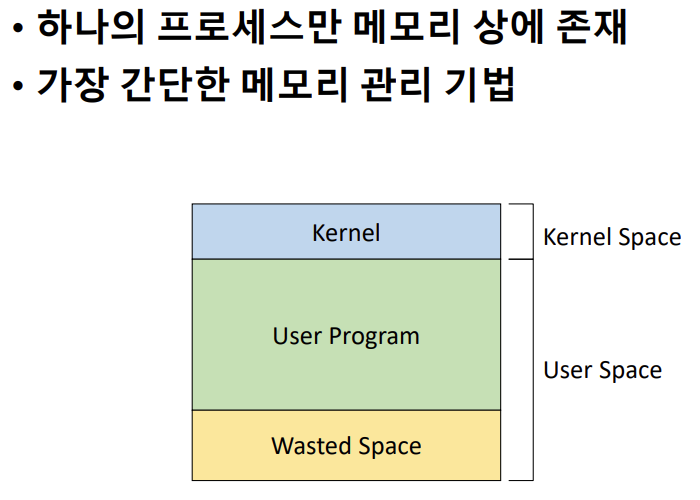 • 하나의 프로세스만 메모리 상에 존재
• 가장 간단한 메모리 관리 기법
Kernel
Kernel Space
User Program
User Space
Wasted Space